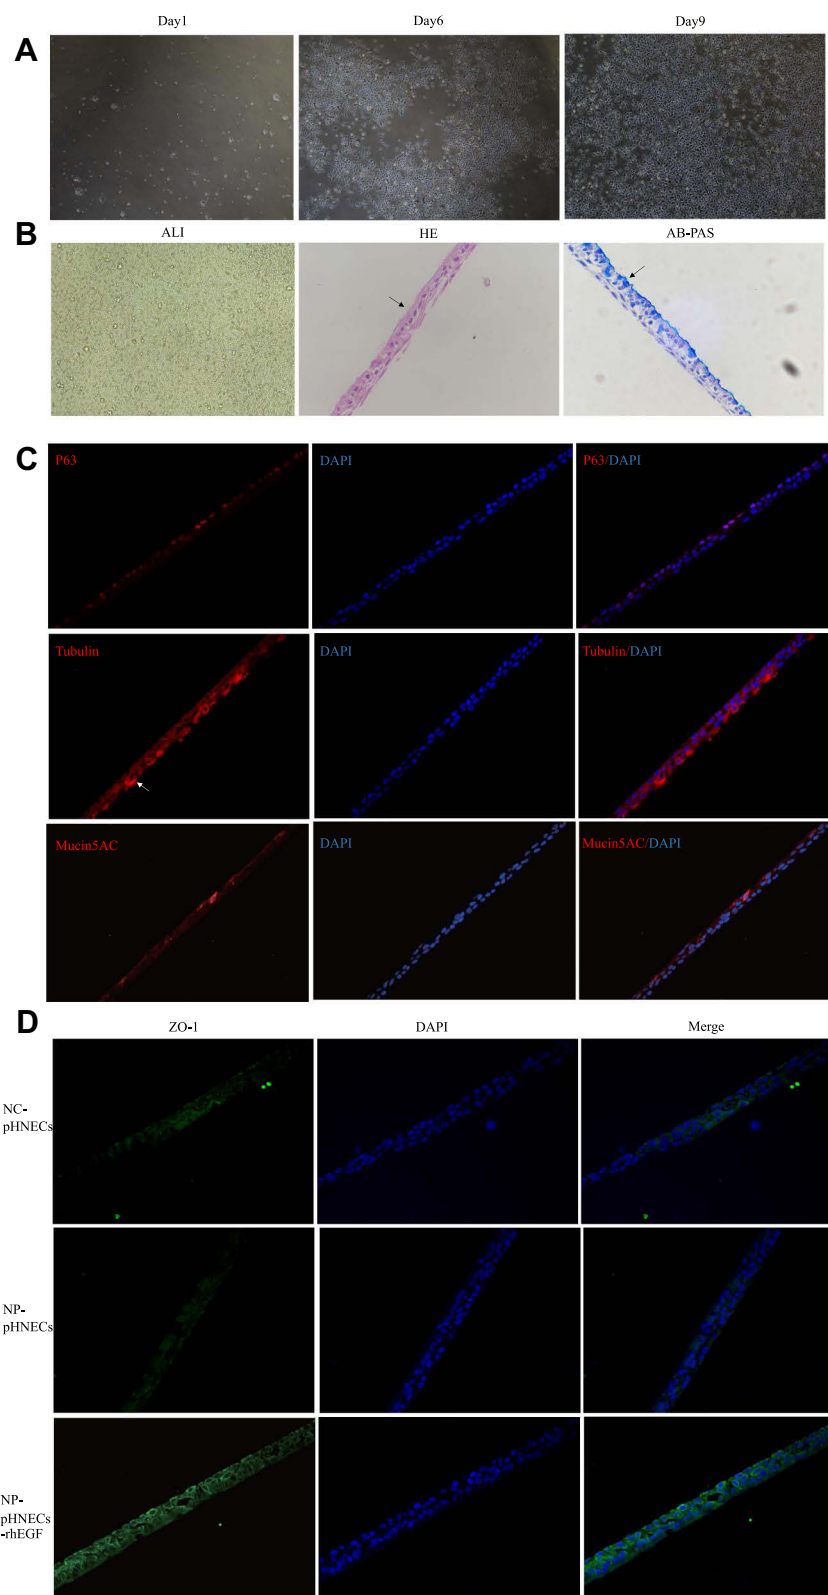 Day1 Day6 Day9
A
B
ALI HE AB-PAS
C
P63 DAPI P63/DAPI
Tubulin DAPI Tubulin/DAPI
Mucin5AC DAPI Mucin5AC/DAPI
D
ZO-1 DAPI Merge
NC-
pHNECs
NP-
pHNECs
NP-
pHNECs
-rhEGF